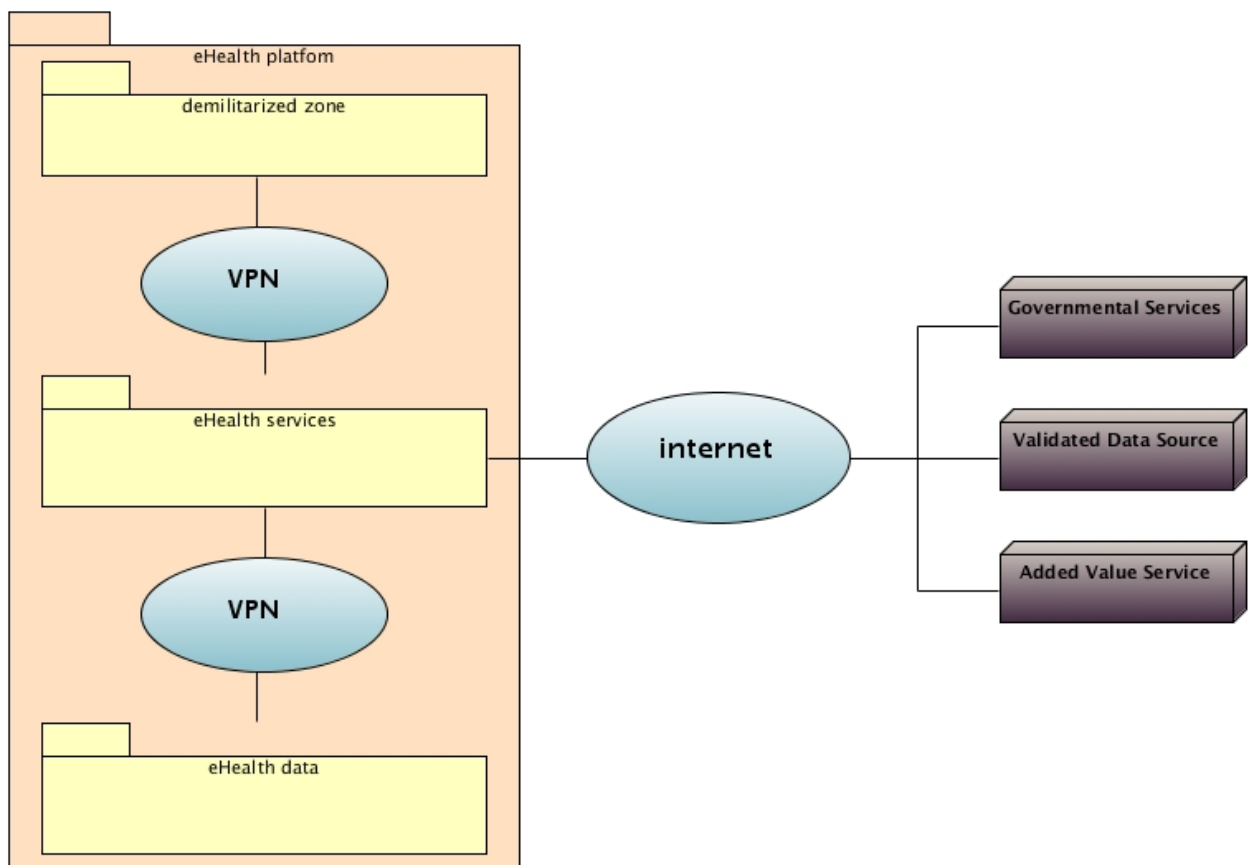 eHealth platfom
demilitarized zone
VPN
eHealth services
VPN
eHealth data
internet
Governmental Services
Validated Data Source
Added Value Service